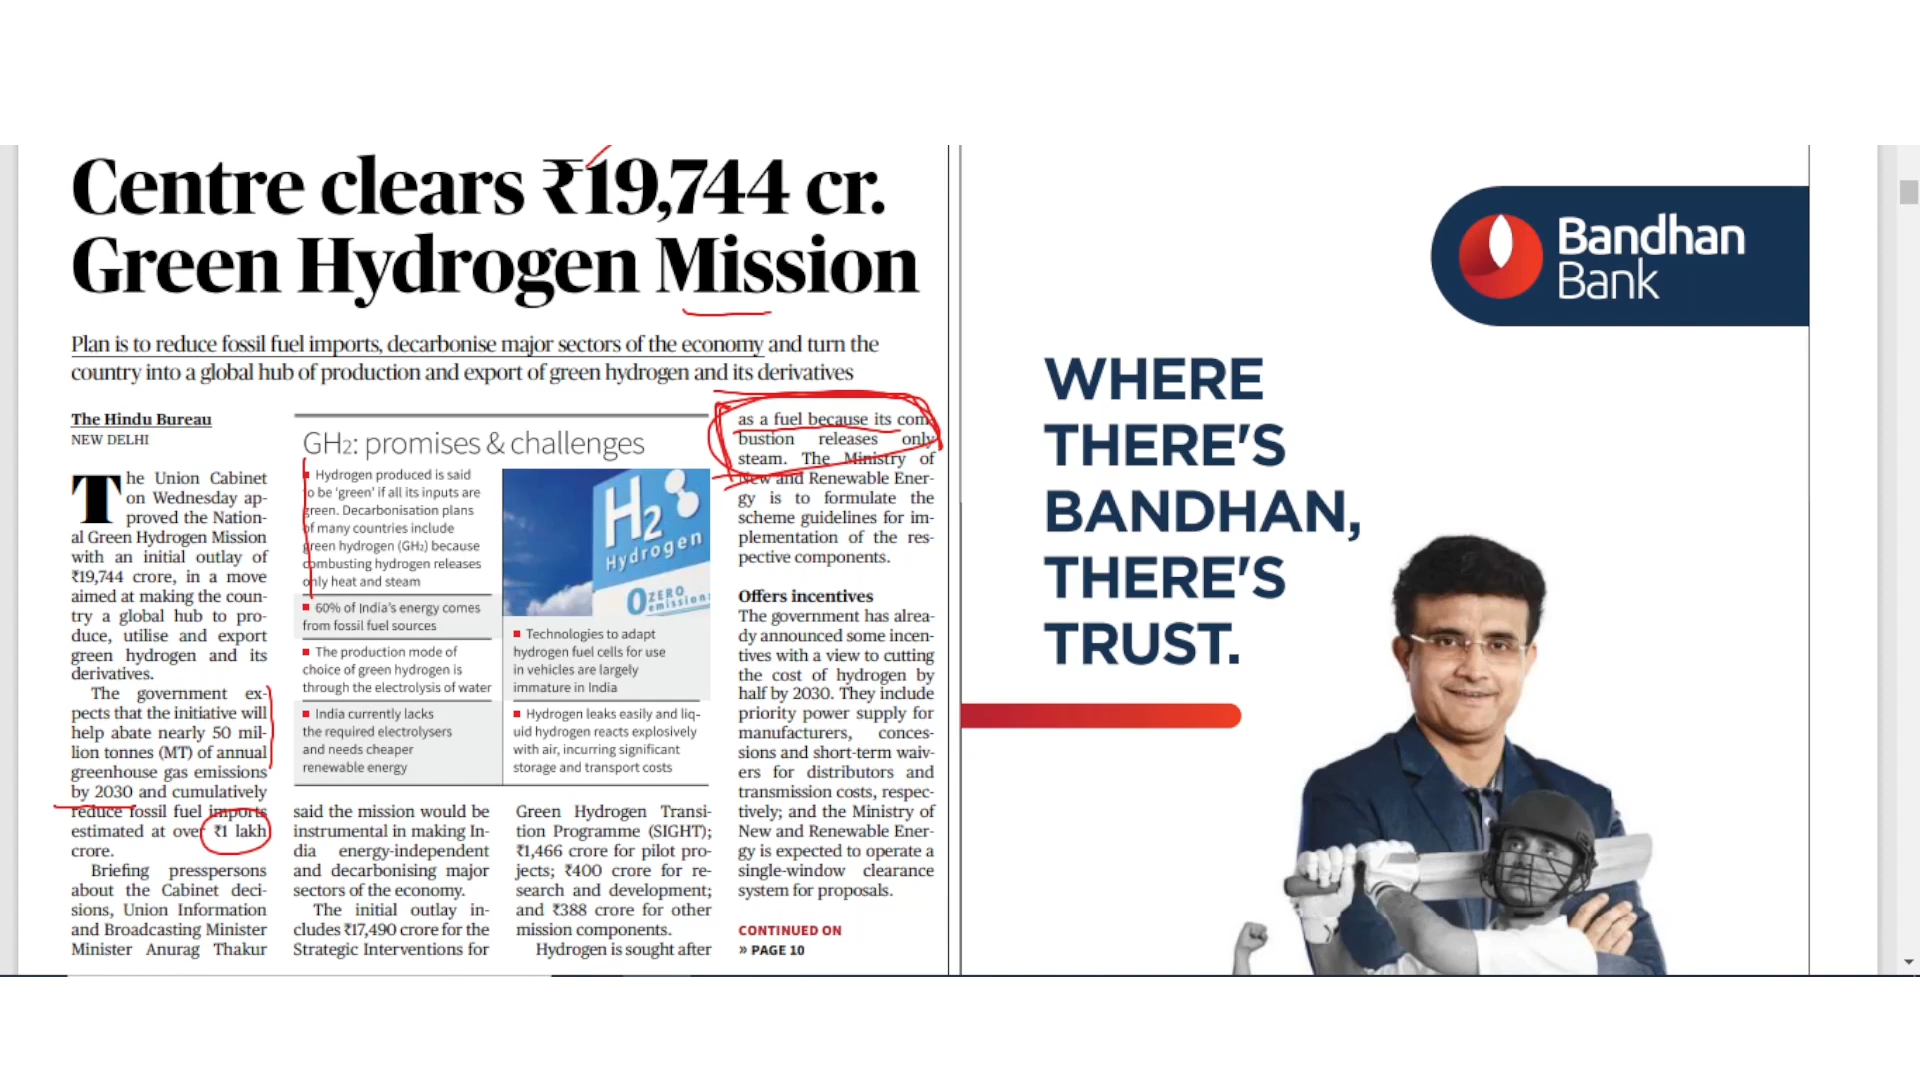 Centre clears ₹19,744 cr.
Green Hydrogen Mission
Plan is to reduce fossil fuel imports, decarbonise major sectors of the economy and turn the
country into a global hub of production and export of green hydrogen and its derivatives
The Hindu Bureau
NEW DELHI
The Union Cabinet
on Wednesday ap-
proved the Nation-
al Green Hydrogen Mission
with an initial outlay of
₹19,744 crore, in a move
aimed at making the coun-
try a global hub to pro-
duce, utilise and export
green hydrogen and its
derivatives.
The government ex-
pects that the initiative will
help abate nearly 50 mil-
lion tonnes (MT) of annual
greenhouse gas emissions
by 2030 and cumulatively
reduce fossil fuel imports
estimated at over ₹1 lakh
crore.
Briefing presspersons
about the Cabinet deci-
sions, Union Information
and Broadcasting Minister
Minister Anurag Thakur
GH2: promises & challenges
Hydrogen produced is said
to be 'green' if all its inputs are
green. Decarbonisation plans
of many countries include
green hydrogen (GH2) because
combusting hydrogen releases
only heat and steam
60% of India's energy comes
from fossil fuel sources
The production mode of
choice of green hydrogen is
through the electrolysis of water
India currently lacks
the required electrolysers
and needs cheaper
renewable energy
H2
Hydrogen
0 ZERO
emissions
Technologies to adapt
hydrogen fuel cells for use
in vehicles are largely
immature in India
Hydrogen leaks easily and liq-
uid hydrogen reacts explosively
with air, incurring significant
storage and transport costs
said the mission would be
instrumental in making In-
dia energy-independent
and decarbonising major
sectors of the economy.
The initial outlay in-
cludes ₹17,490 crore for the
Strategic Interventions for
Green Hydrogen Transi-
tion Programme (SIGHT);
₹1,466 crore for pilot pro-
jects; ₹400 crore for re-
search and development;
and ₹388 crore for other
mission components.
Hydrogen is sought after
as a fuel because its com-
bustion releases only
steam. The Ministry of
New and Renewable Ener-
gy is to formulate the
scheme guidelines for im-
plementation of the res-
pective components.
Offers incentives
The government has alrea-
dy announced some incen-
tives with a view to cutting
the cost of hydrogen by
half by 2030. They include
priority power supply for
manufacturers, conces-
sions and short-term waiv-
ers for distributors and
transmission costs, respec-
tively; and the Ministry of
New and Renewable Ener-
gy is expected to operate a
single-window clearance
system for proposals.
CONTINUED ON
» PAGE 10
Bandhan
Bank
WHERE
THERE'S
BANDHAN,
THERE'S
TRUST.